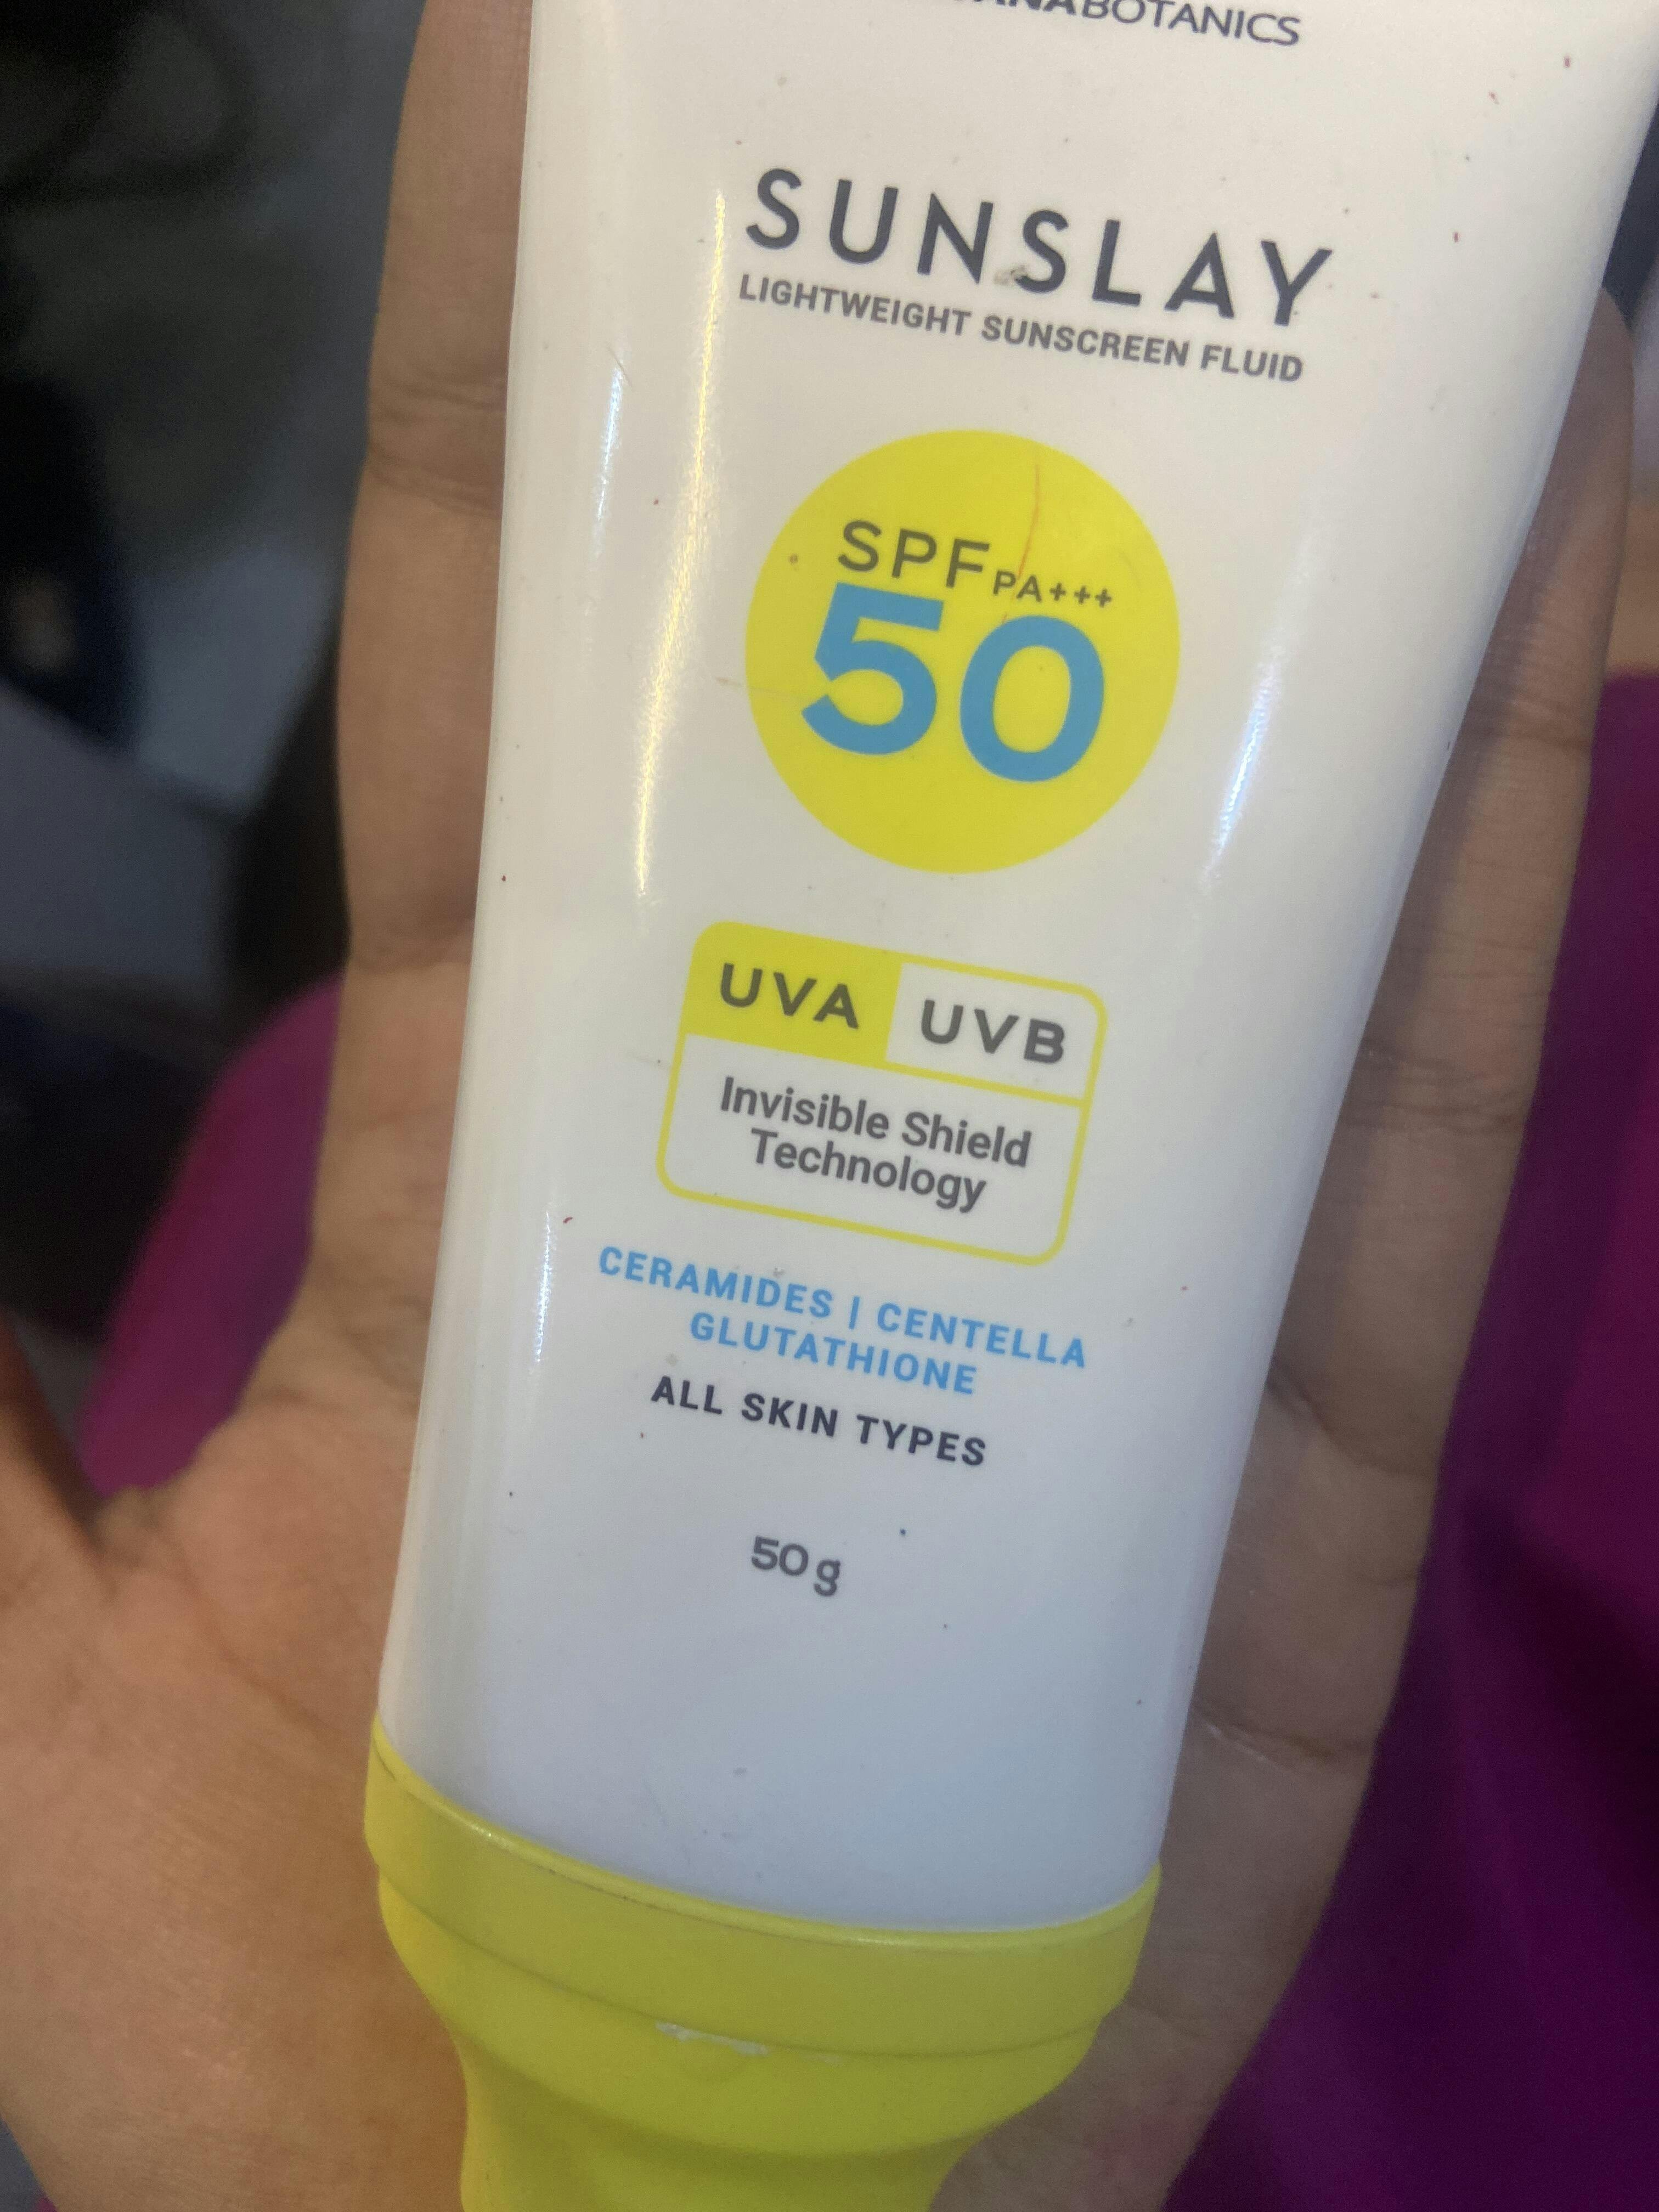 BOTANICS
SUNSLAY
LIGHTWEIGHT SUNSCREEN FLUID
SPF PA+++
50
UVA UVB
Invisible Shield
Technology
CERAMIDES | CENTELLA
GLUTATHIONE
ALL SKIN TYPES
50 g